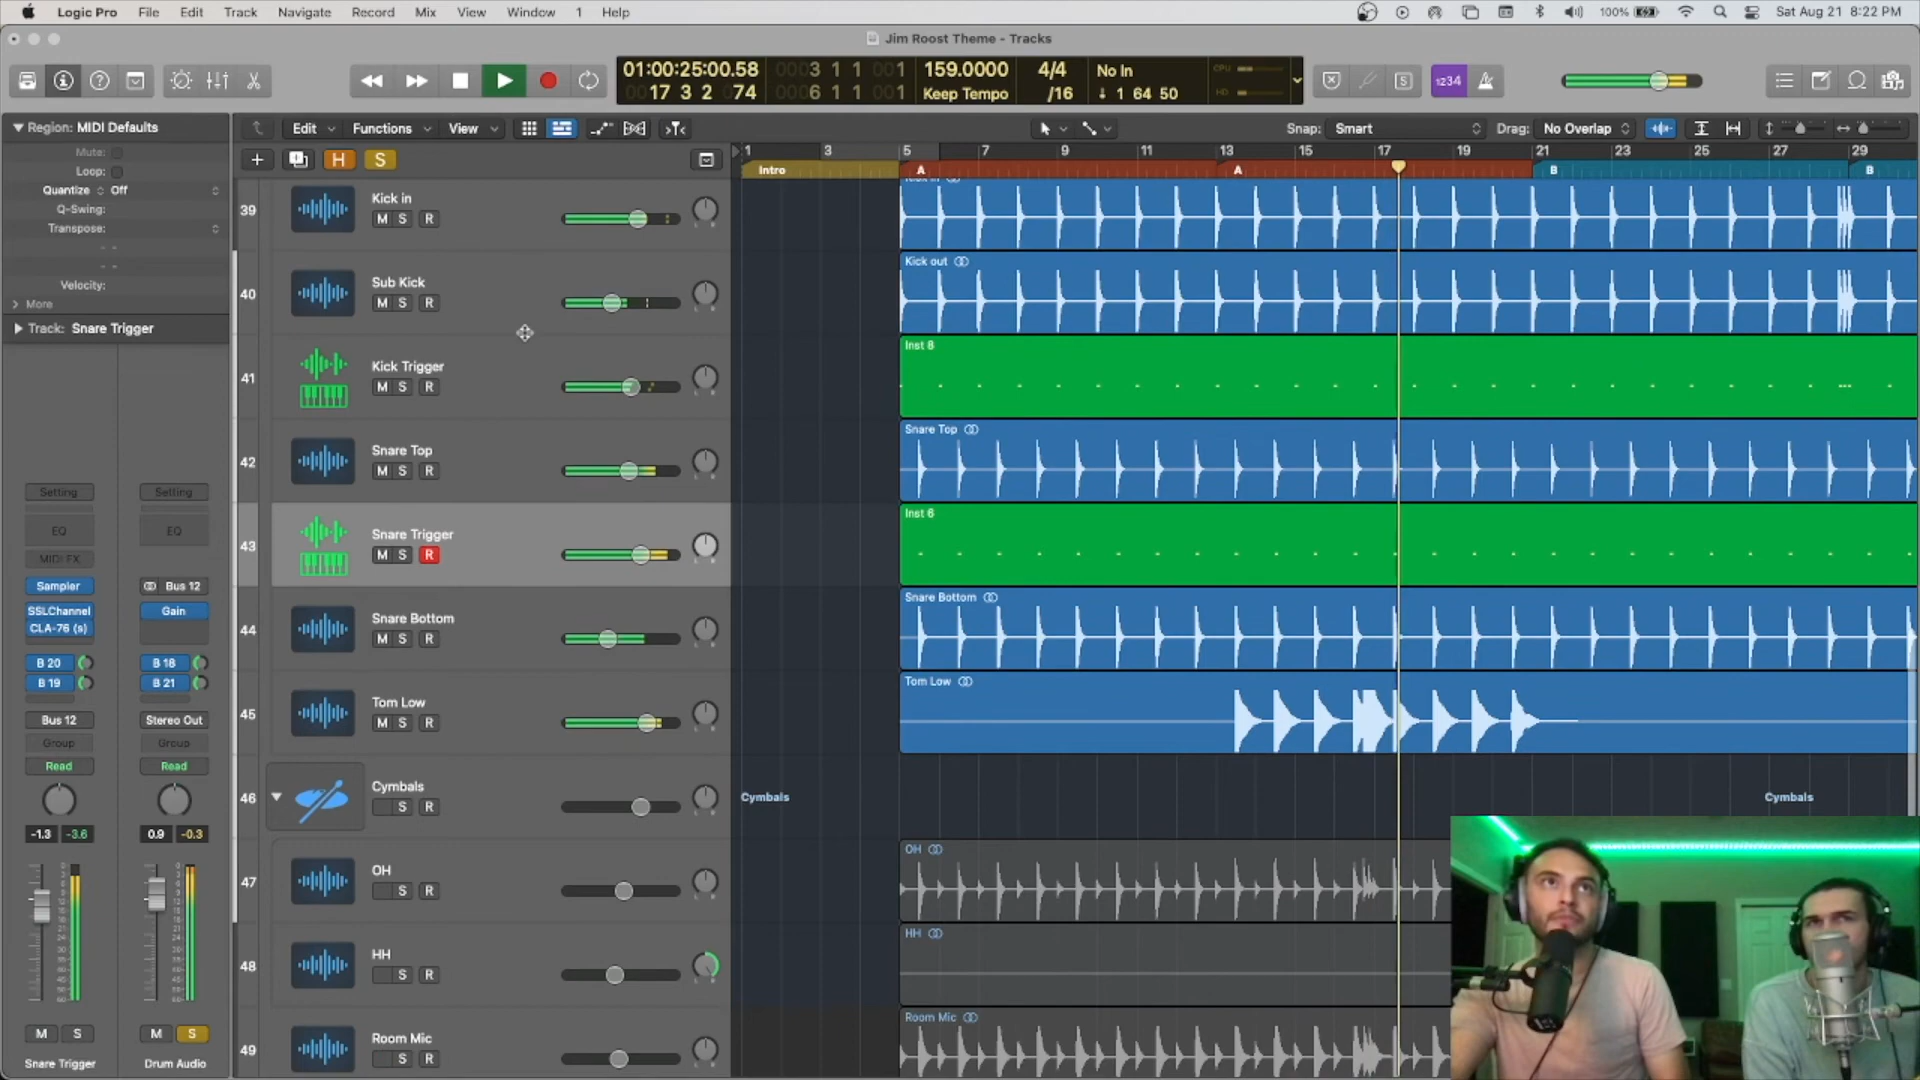 Logic Pro File Edit Track Navigate Record Mix View Window 1 Help 100% Sat Aug 21 8:22 PM
Jim Roost Theme - Tracks
01:00:25:00.58 0003 1 1 001 159.0000 4/4 No In CPU
0017 3 2 074 0006 1 1 001 Keep Tempo /16 1 64 50 HD
S 1234
Region: MIDI Defaults
Mute:
Loop:
Quantize Off
Q-Swing:
Transpose:
Velocity:
More
Track: Snare Trigger
Edit Functions View Snap: Smart Drag: No Overlap
H S
1 3 5 7 9 11 13 15 17 19 21 23 25 27 29
Intro A A B B
39 Kick in M S R
40 Sub Kick M S R
Kick out
41 Kick Trigger M S R
Inst 8
42 Snare Top M S R
Snare Top
43 Snare Trigger M S R
Inst 6
44 Snare Bottom M S R
Snare Bottom
45 Tom Low M S R
Tom Low
46 Cymbals S R
Cymbals Cymbals
47 OH S R
OH
48 HH S R
HH
49 Room Mic S R
Room Mic
Setting Setting
EQ EQ
MIDI FX
Sampler Bus 12
SSLChannel Gain
CLA-76 (s)
B 20 B 18
B 19 B 21
Bus 12 Stereo Out
Group Group
Read Read
-1.3 -3.6 0.9 -0.3
M S M S
Snare Trigger Drum Audio